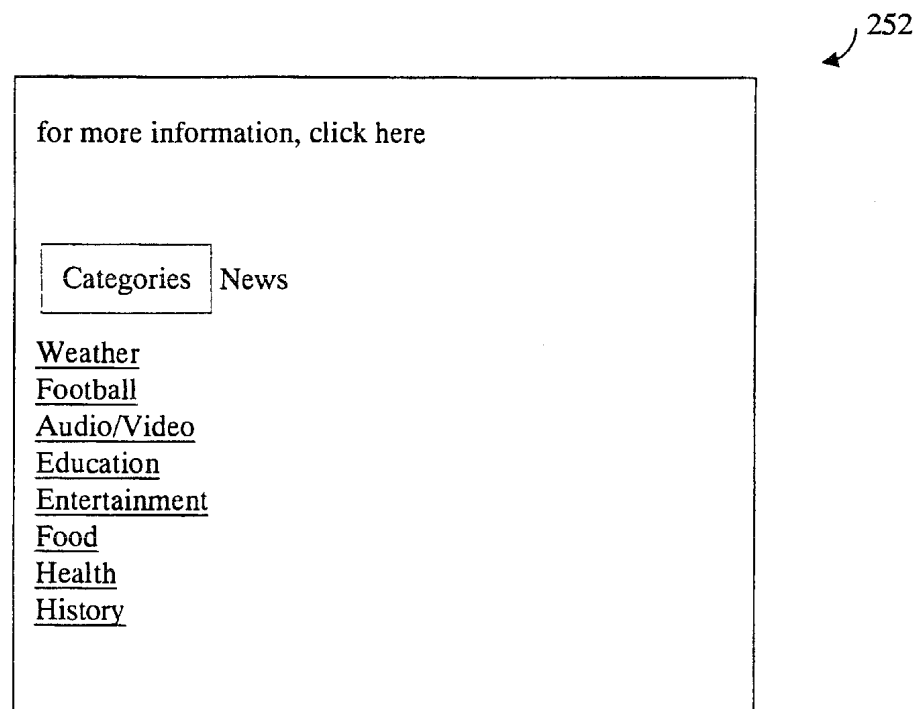 252
for more information, click here
Categories News
Weather
Football
Audio/Video
Education
Entertainment
Food
Health
History